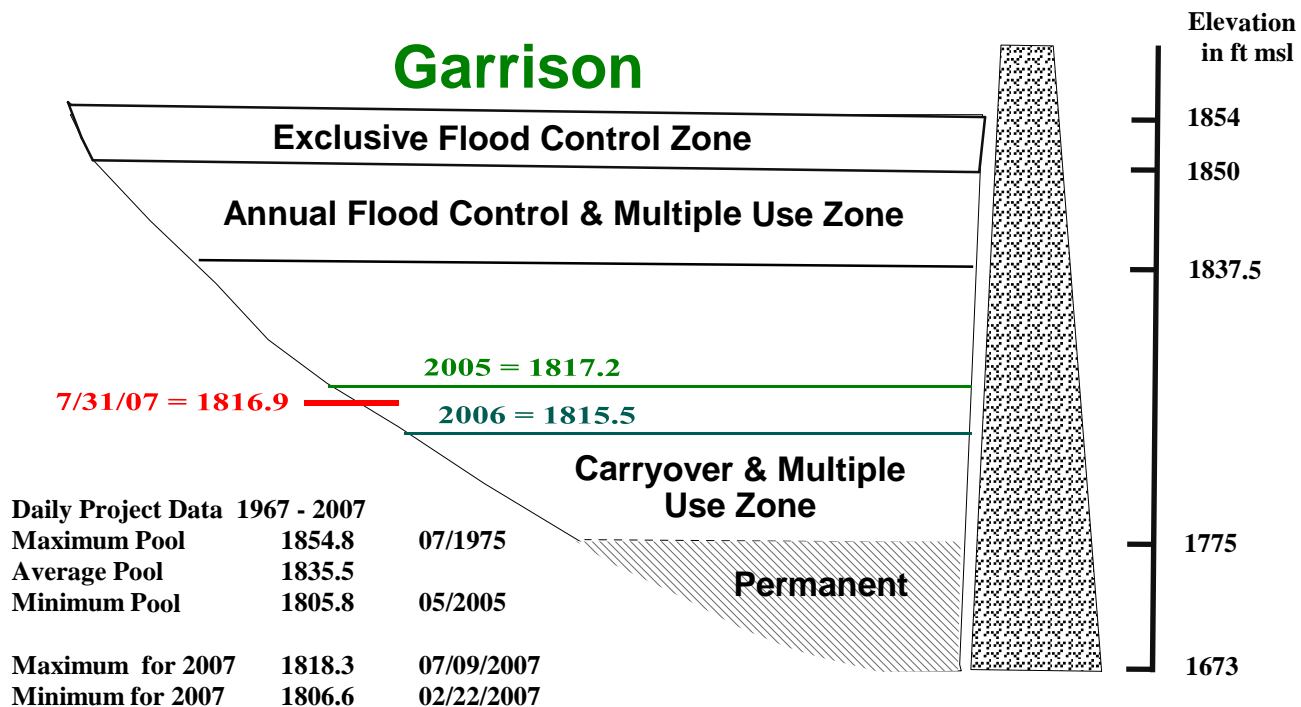 Garrison
Elevation
in ft msl
Exclusive Flood Control Zone
1854
1850
Annual Flood Control & Multiple Use Zone
1837.5
2005 = 1817.2
7/31/07 = 1816.9
2006 = 1815.5
Carryover & Multiple
Use Zone
1775
Permanent
1673
Daily Project Data 1967 - 2007
Maximum Pool 1854.8 07/1975
Average Pool 1835.5
Minimum Pool 1805.8 05/2005
Maximum for 2007 1818.3 07/09/2007
Minimum for 2007 1806.6 02/22/2007